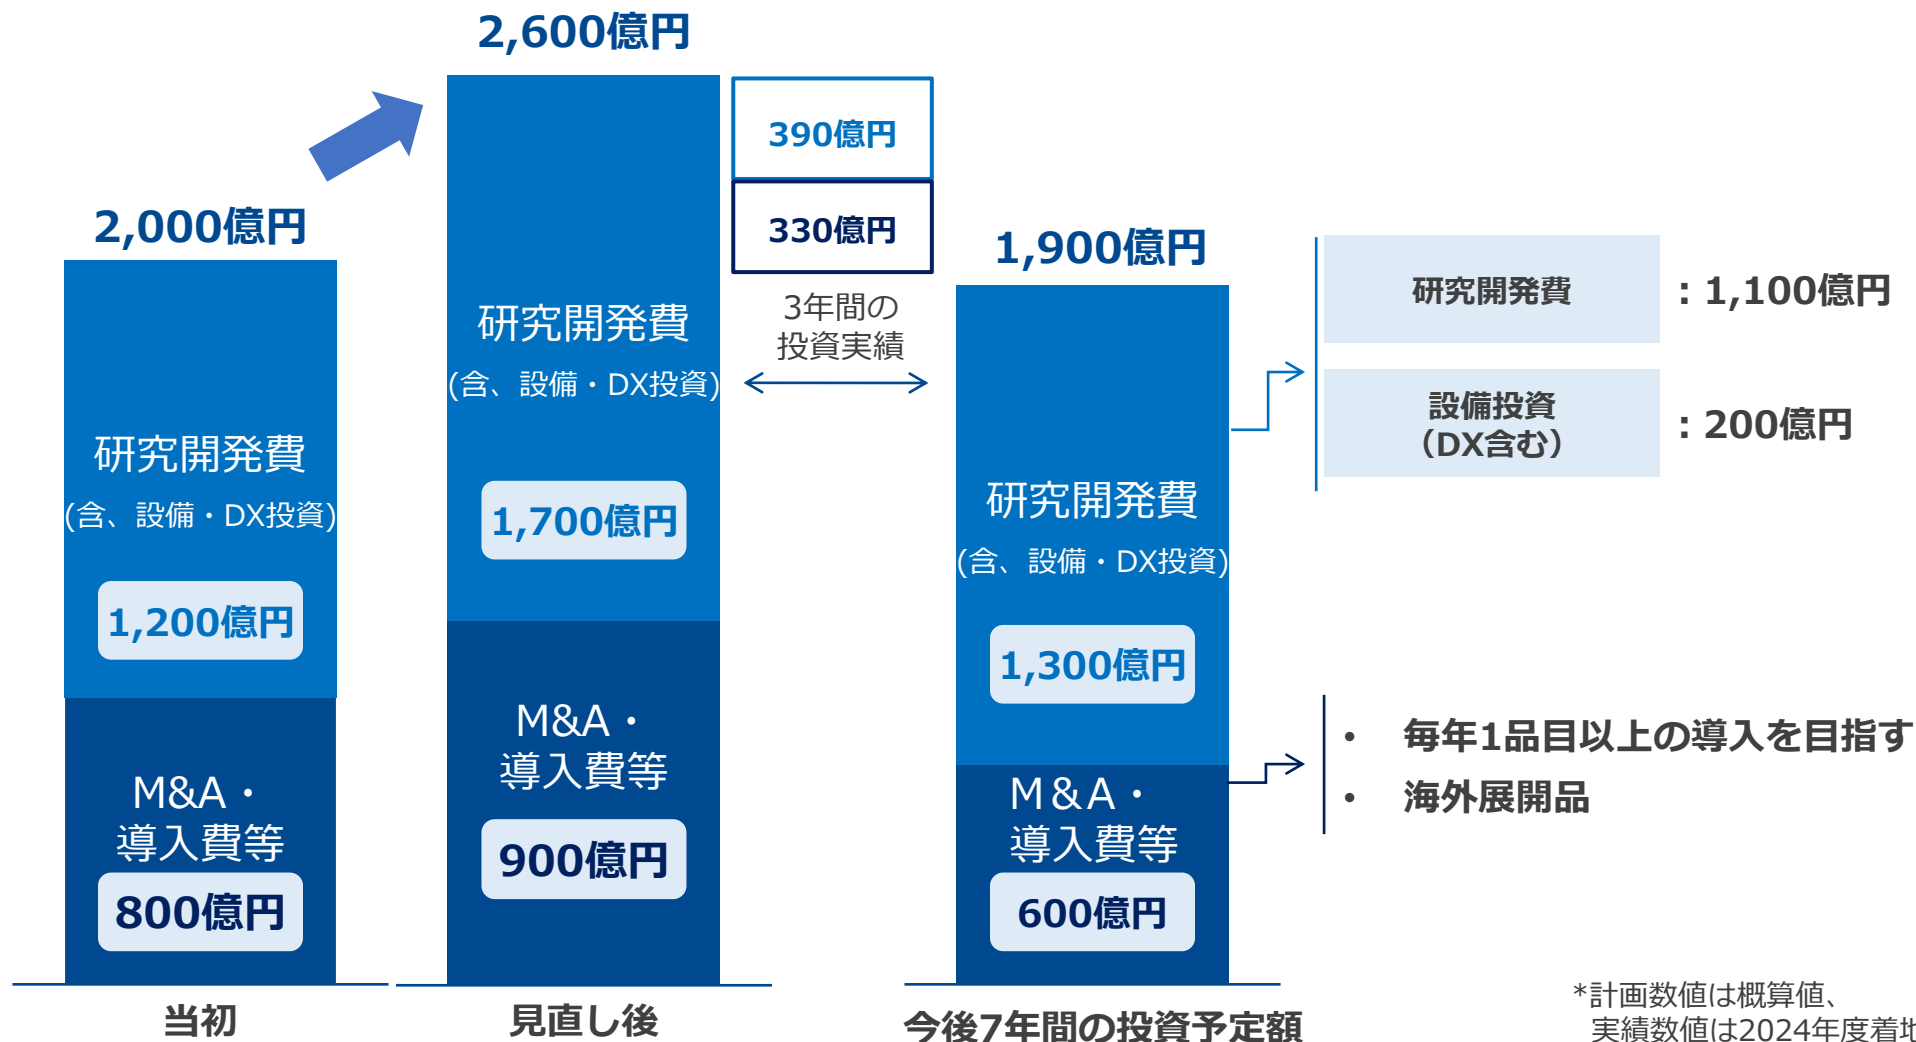 2,000億円
研究開発費
(含、設備・DX投資)
1,200億円
M&A・
導入費等
800億円
当初
2,600億円
研究開発費
(含、設備・DX投資)
1,700億円
M&A・
導入費等
900億円
見直し後
390億円
330億円
3年間の
投資実績
1,900億円
研究開発費
(含、設備・DX投資)
1,300億円
M&A・
導入費等
600億円
今後7年間の投資予定額
研究開発費
：1,100億円
設備投資
（DX含む）
：200億円
• 毎年1品目以上の導入を目指す
• 海外展開品
*計画数値は概算値、
実績数値は2024年度着地